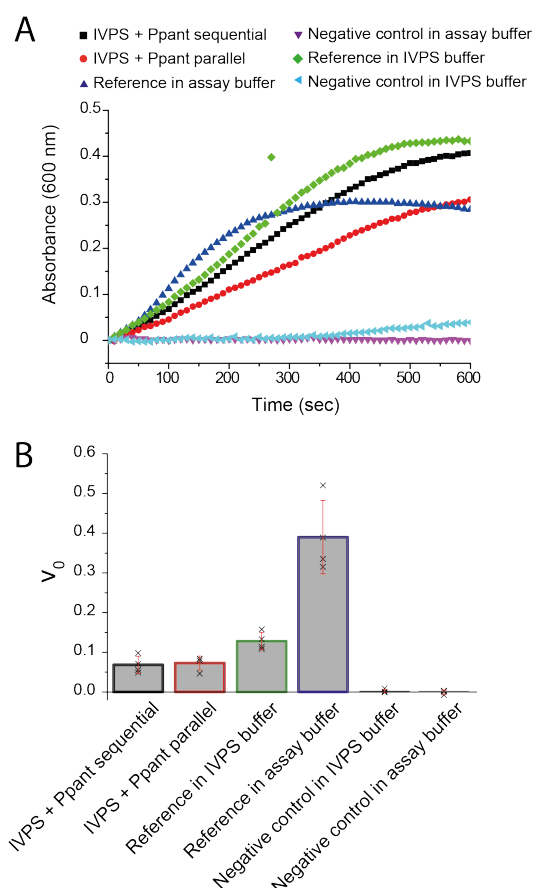 A
IVPS + Ppant sequential
Negative control in assay buffer
IVPS + Ppant parallel
Reference in IVPS buffer
Reference in assay buffer
Negative control in IVPS buffer
Absorbance (600 nm)
0.5
0.4
0.3
0.2
0.1
0
0 100 200 300 400 500 600
Time (sec)
B
v0
0.6
0.5
0.4
0.3
0.2
0.1
0.0
IVPS + Ppant sequential
IVPS + Ppant parallel
Reference in IVPS buffer
Reference in assay buffer
Negative control in IVPS buffer
Negative control in assay buffer